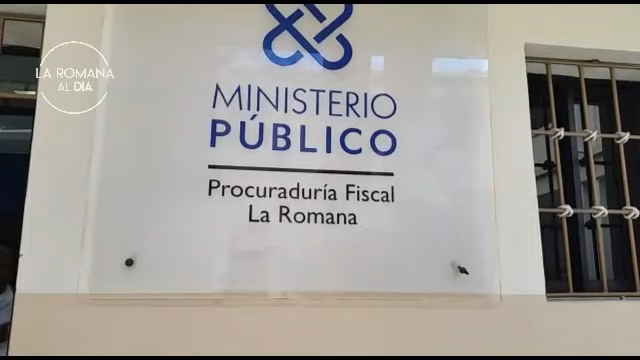 LA ROMANA
AL DIA
MINISTERIO
PÚBLICO
Procuraduría Fiscal
La Romana